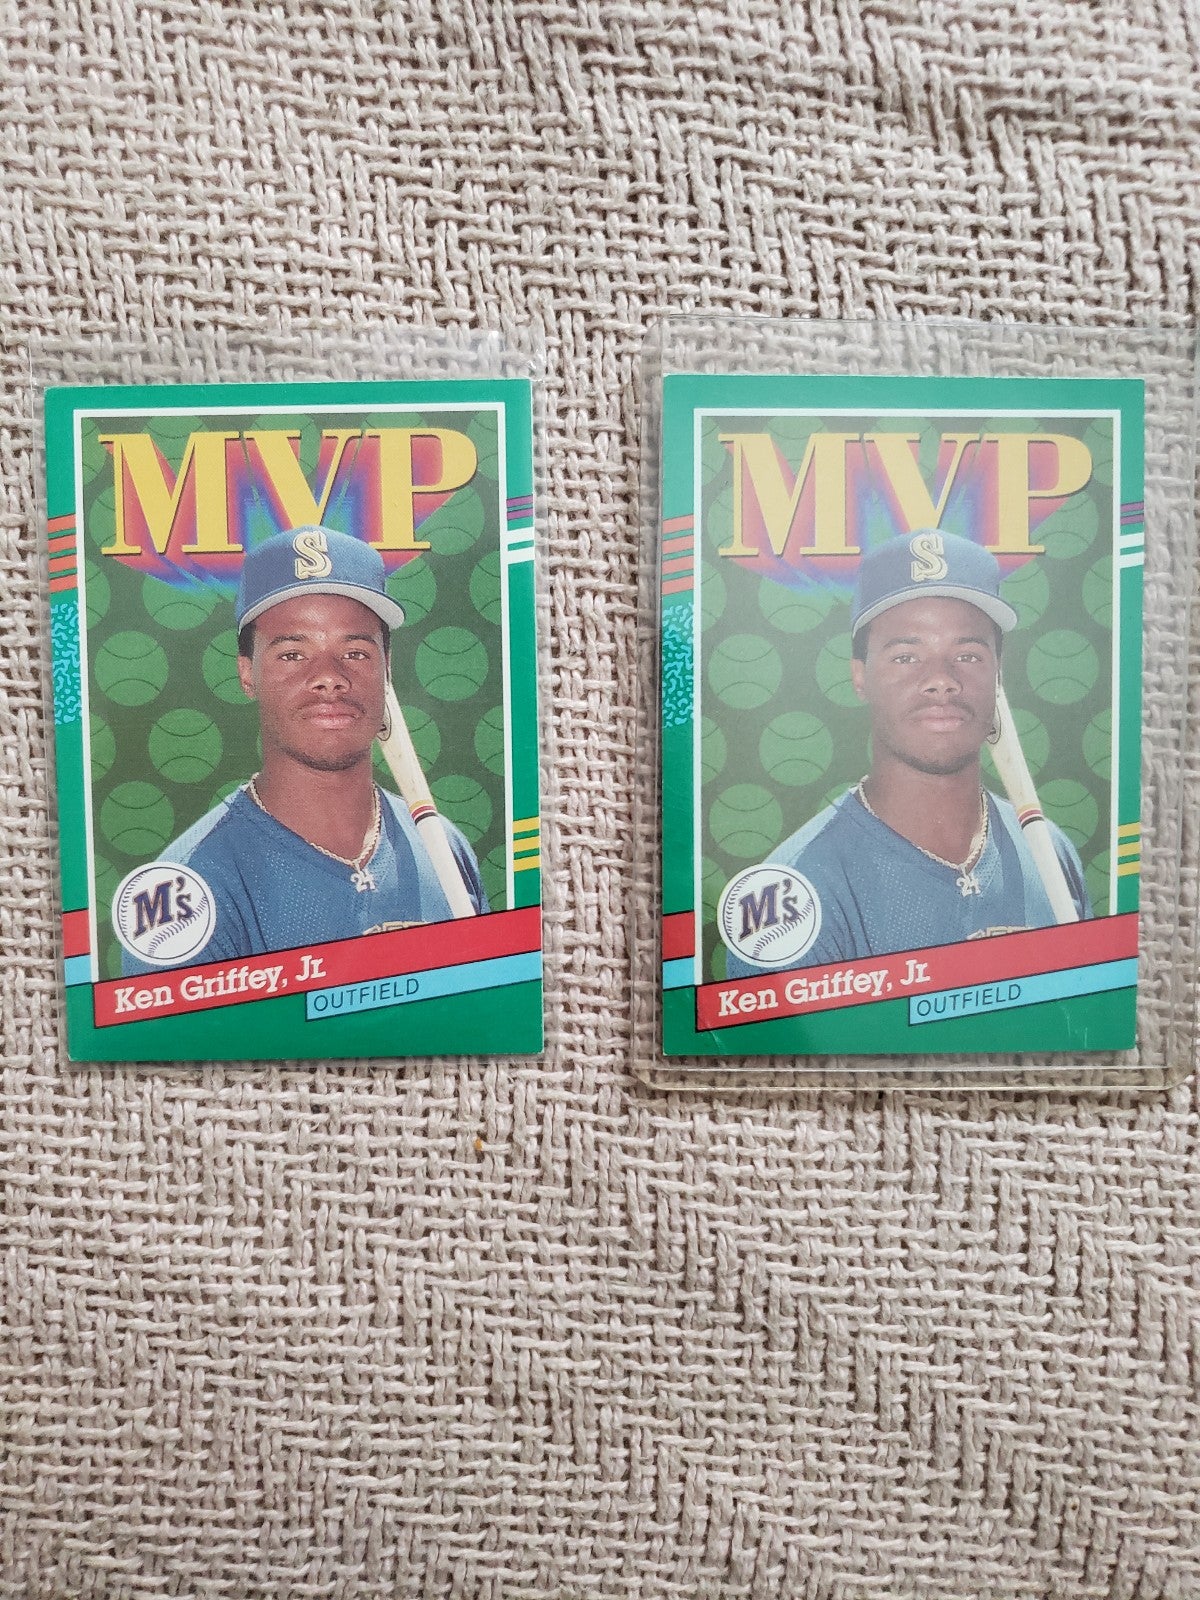 MVP
S
24
M's
Ken Griffey, Jr.
OUTFIELD
MVP
S
24
M's
Ken Griffey, Jr.
OUTFIELD